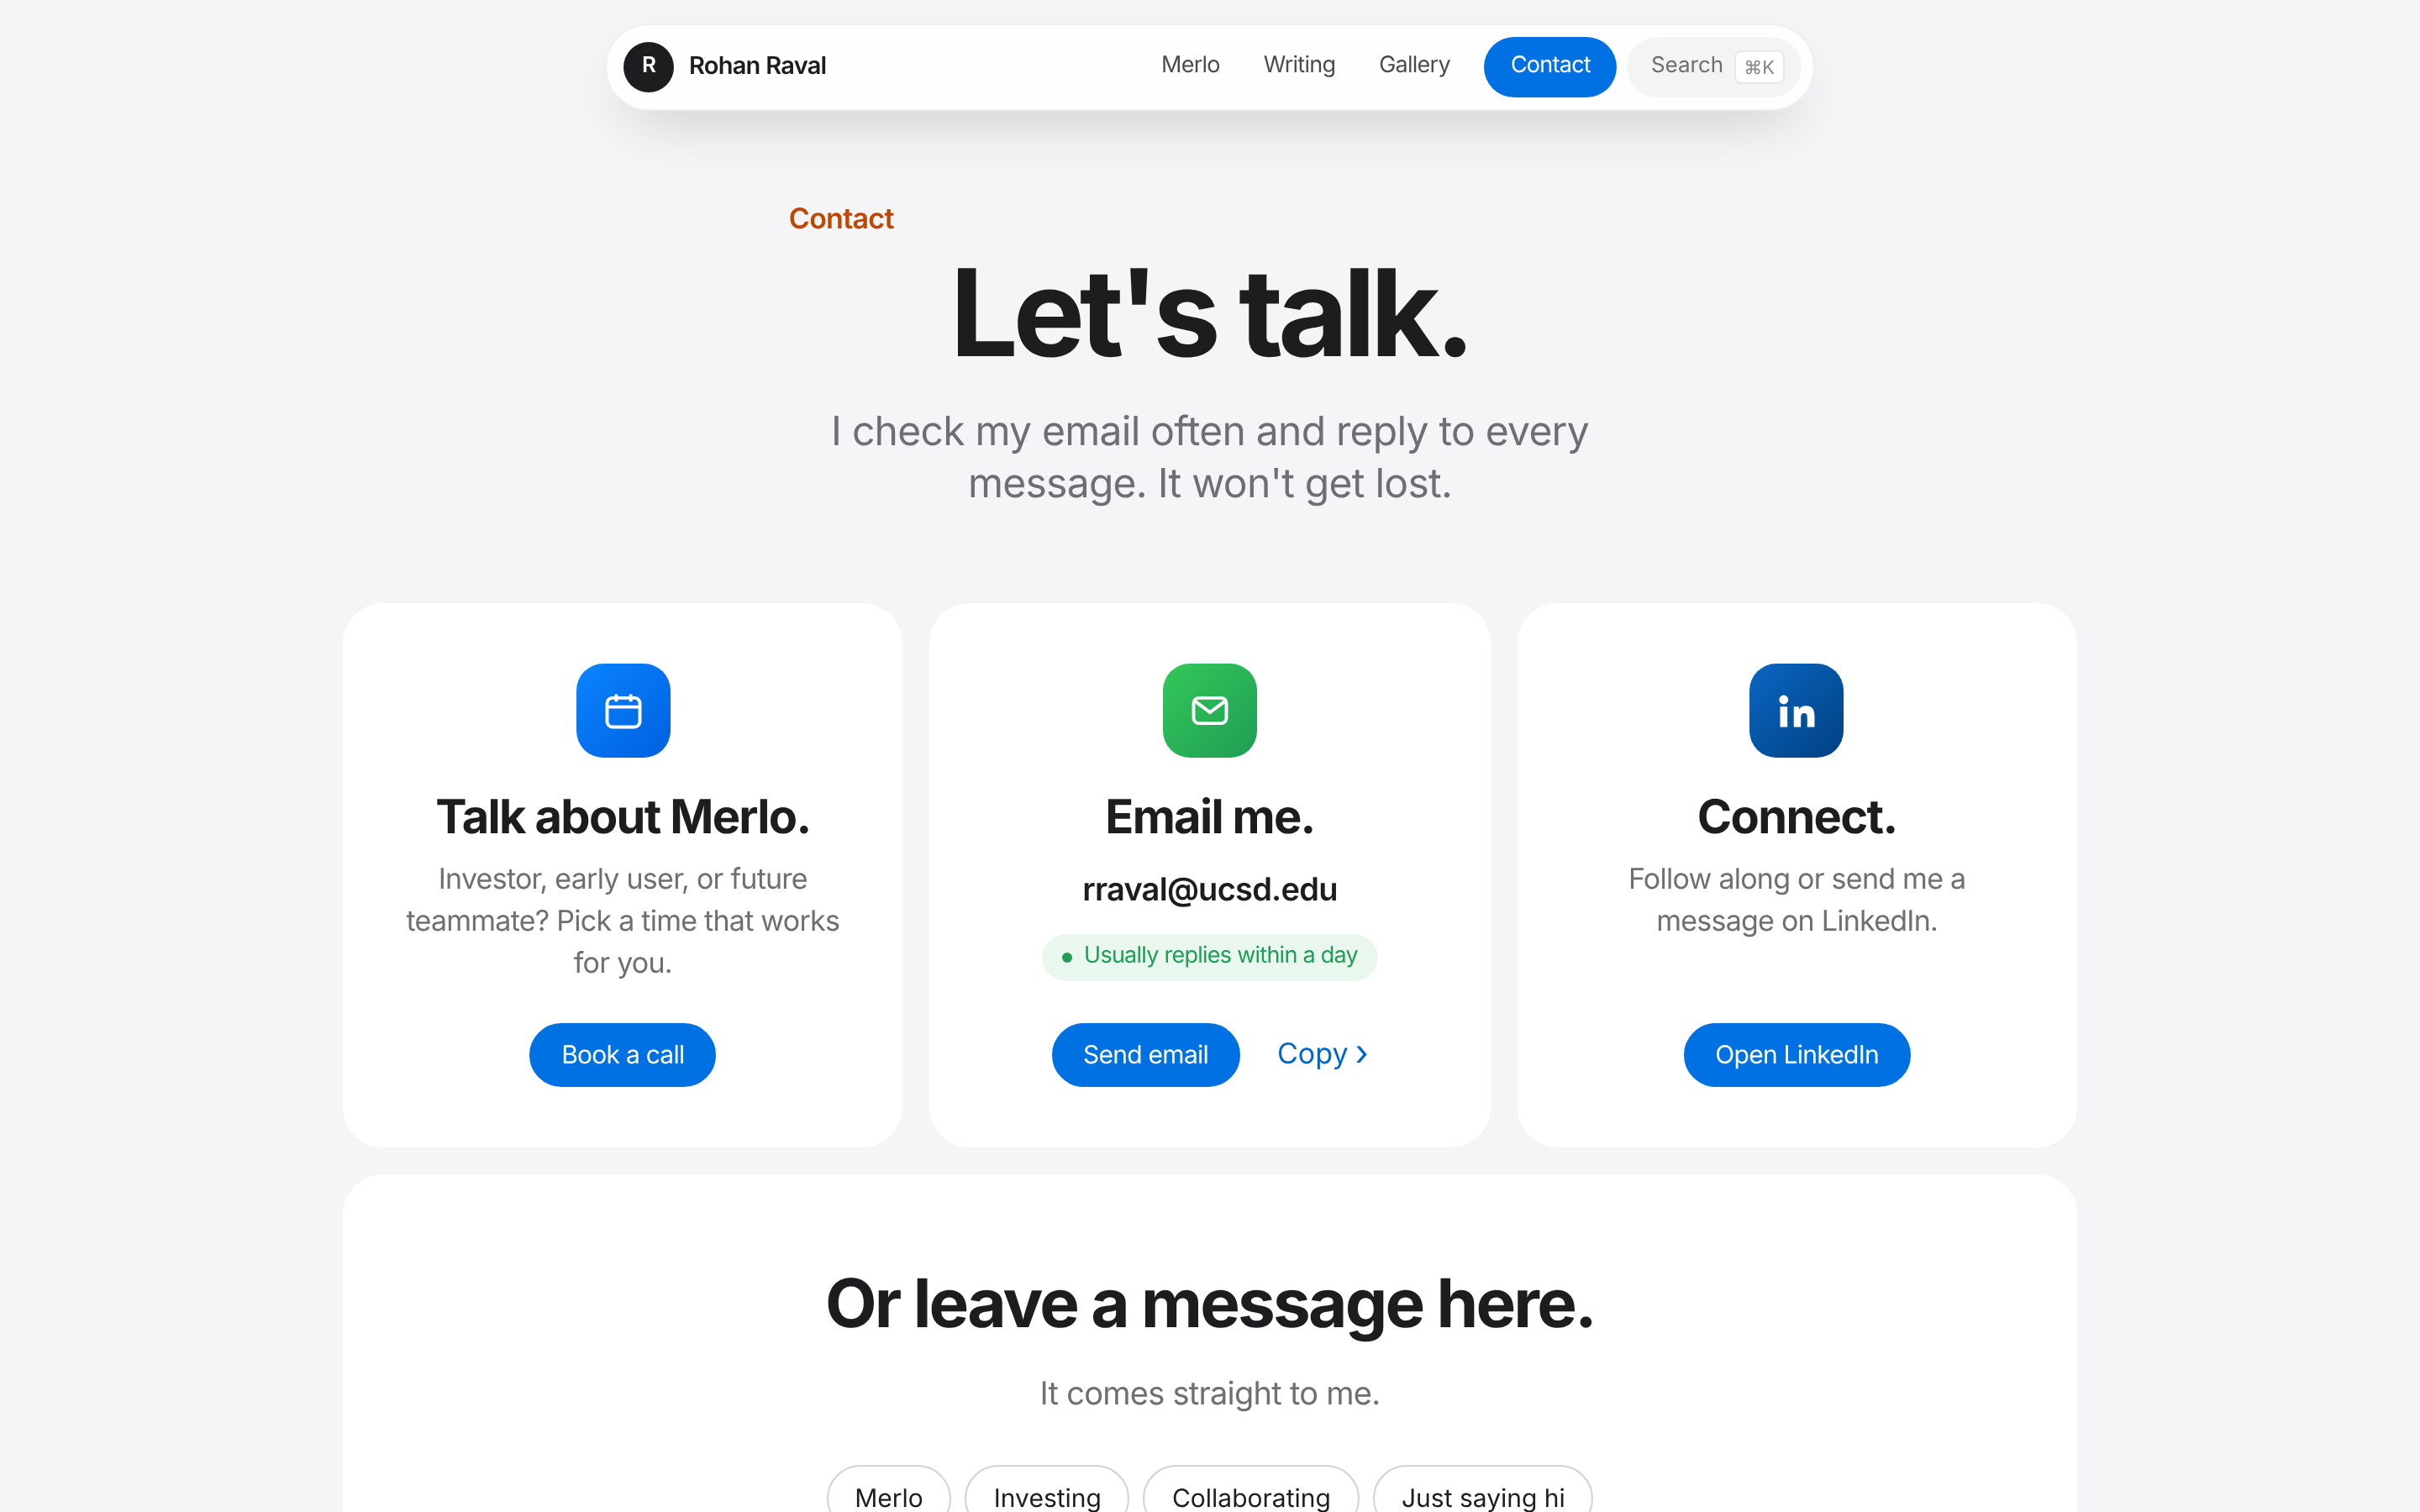 R Rohan Raval Merlo Writing Gallery Contact Search ⌘K
Contact
Let's talk.
I check my email often and reply to every
message. It won't get lost.
Talk about Merlo.
Investor, early user, or future
teammate? Pick a time that works
for you.
Book a call
Email me.
rraval@ucsd.edu
Usually replies within a day
Send email Copy ›
in
Connect.
Follow along or send me a
message on LinkedIn.
Open LinkedIn
Or leave a message here.
It comes straight to me.
Merlo Investing Collaborating Just saying hi